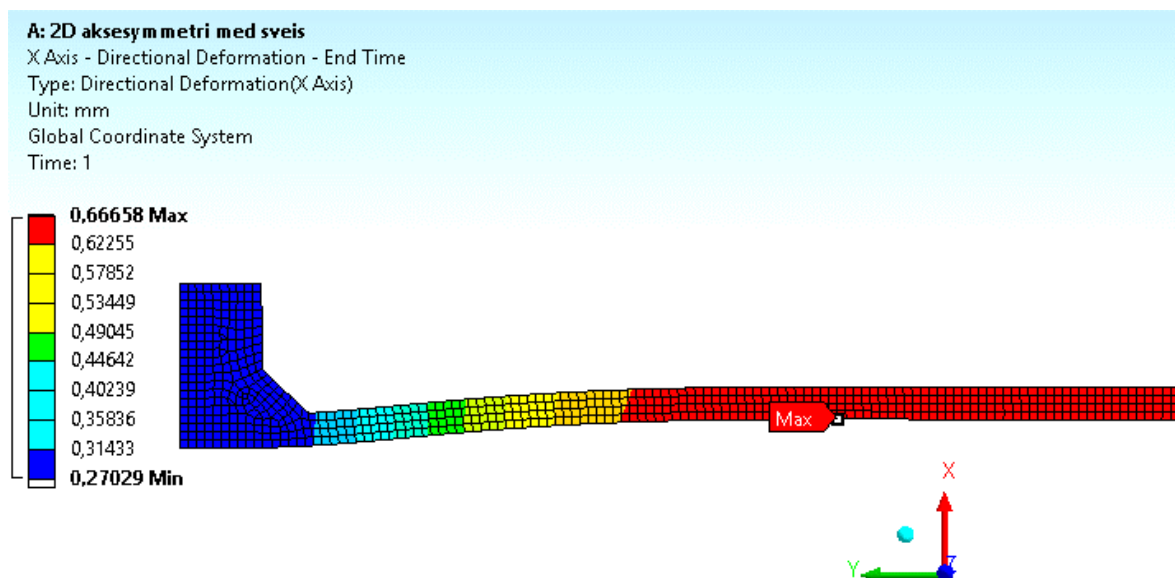 A: 2D aksesymmetri med sveis
X Axis - Directional Deformation - End Time
Type: Directional Deformation(X Axis)
Unit: mm
Global Coordinate System
Time: 1
0,66658 Max
0,62255
0,57852
0,53449
0,49045
0,44642
0,40239
0,35836
0,31433
0,27029 Min
Max
X
Y
Z